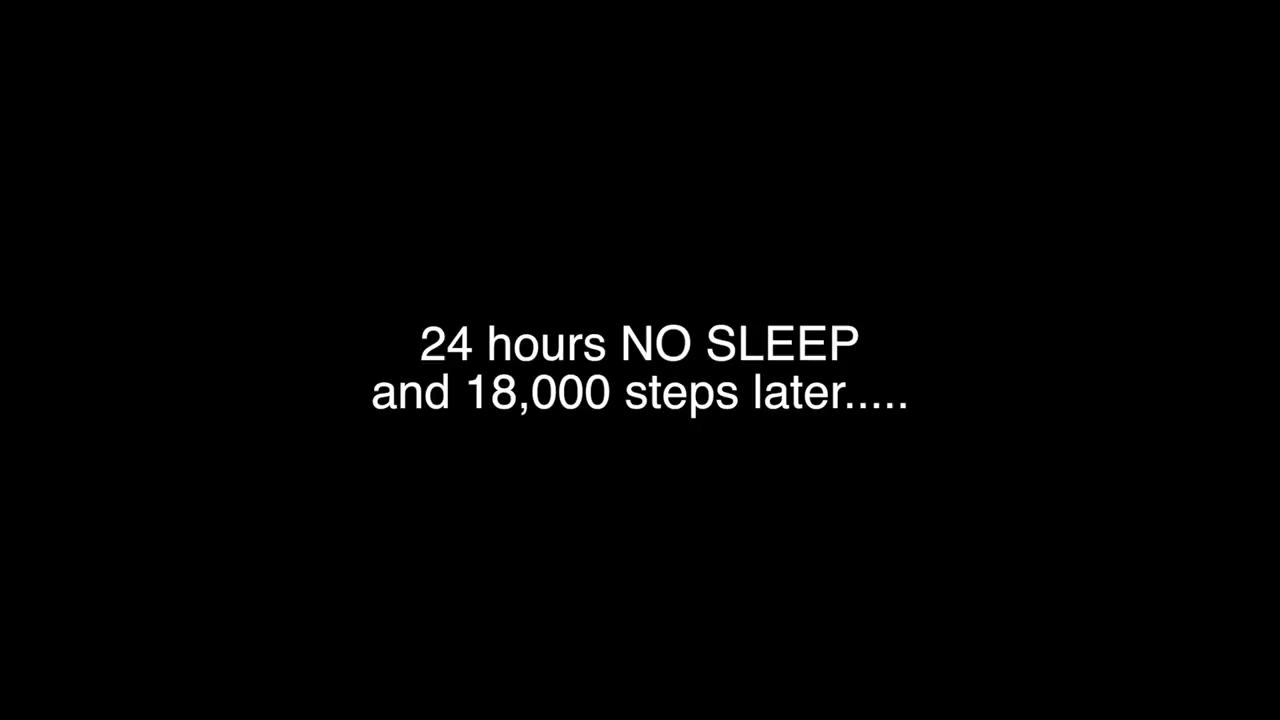 24 hours NO SLEEP
and 18,000 steps later.....